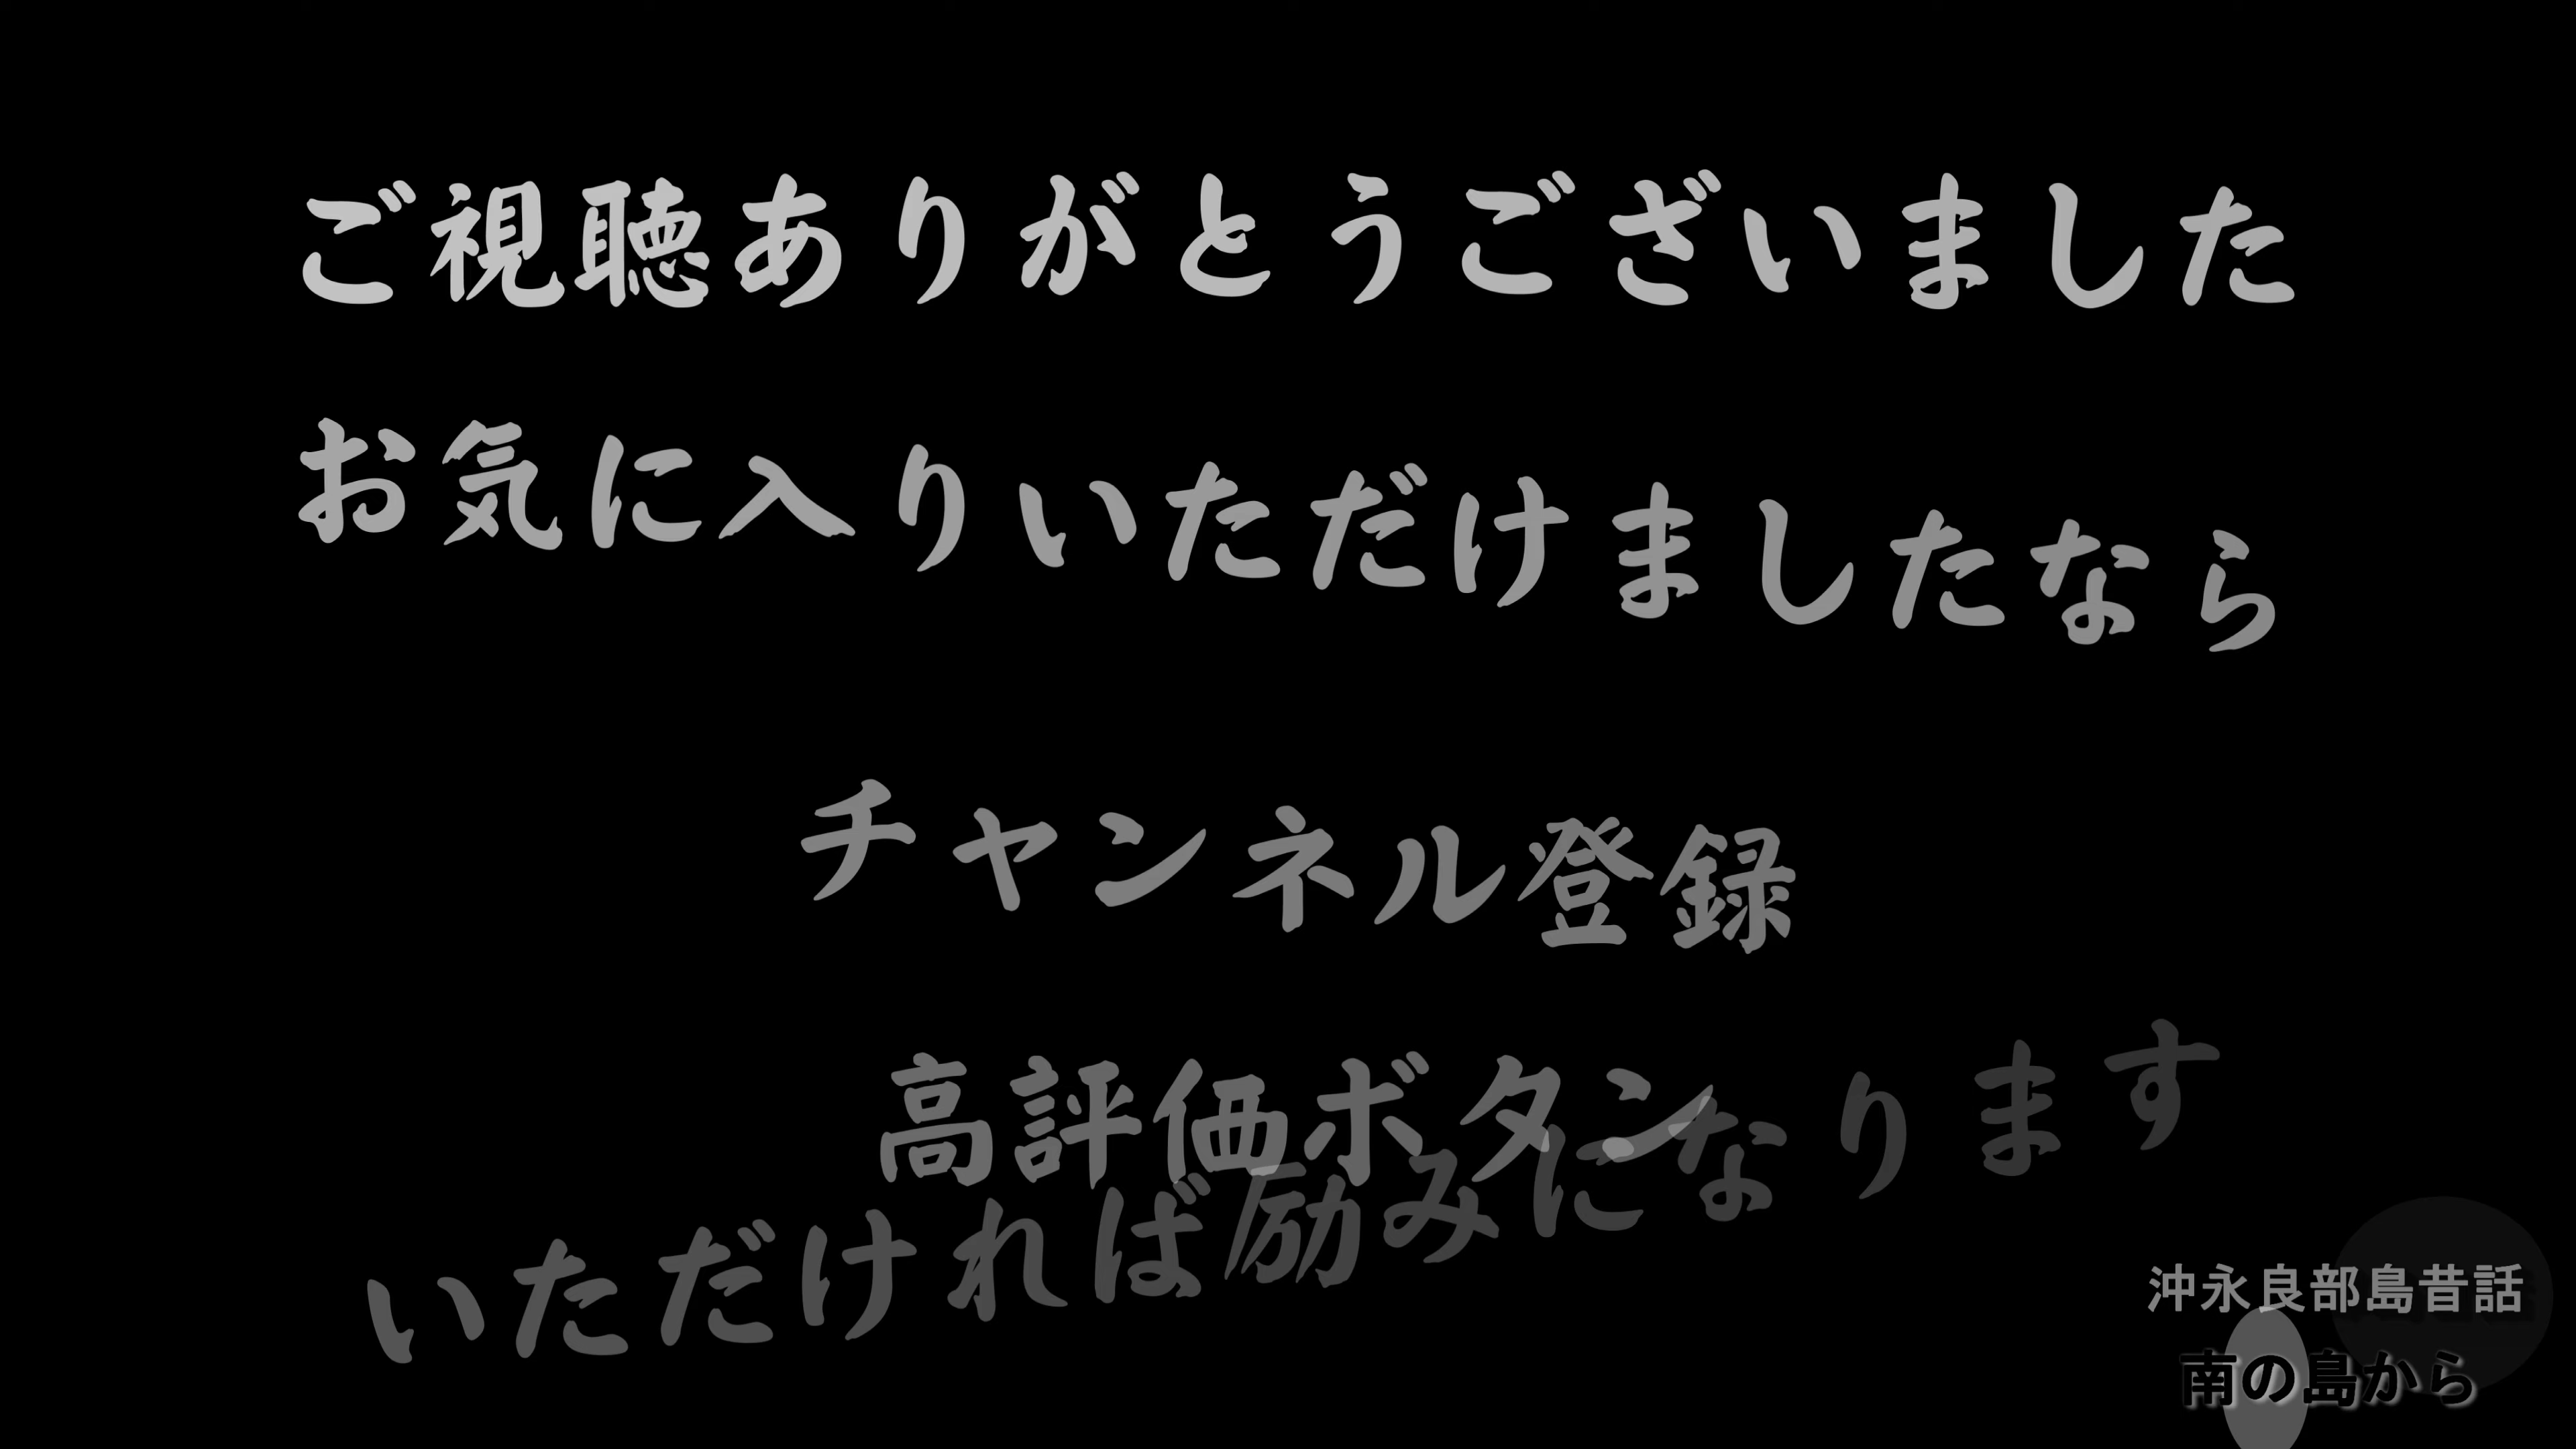 ご視聴ありがとうございました
お気に入りいただけましたなら
チャンネル登録
高評価ボタン
いただければ励みになります
沖永良部島昔話
南の島から